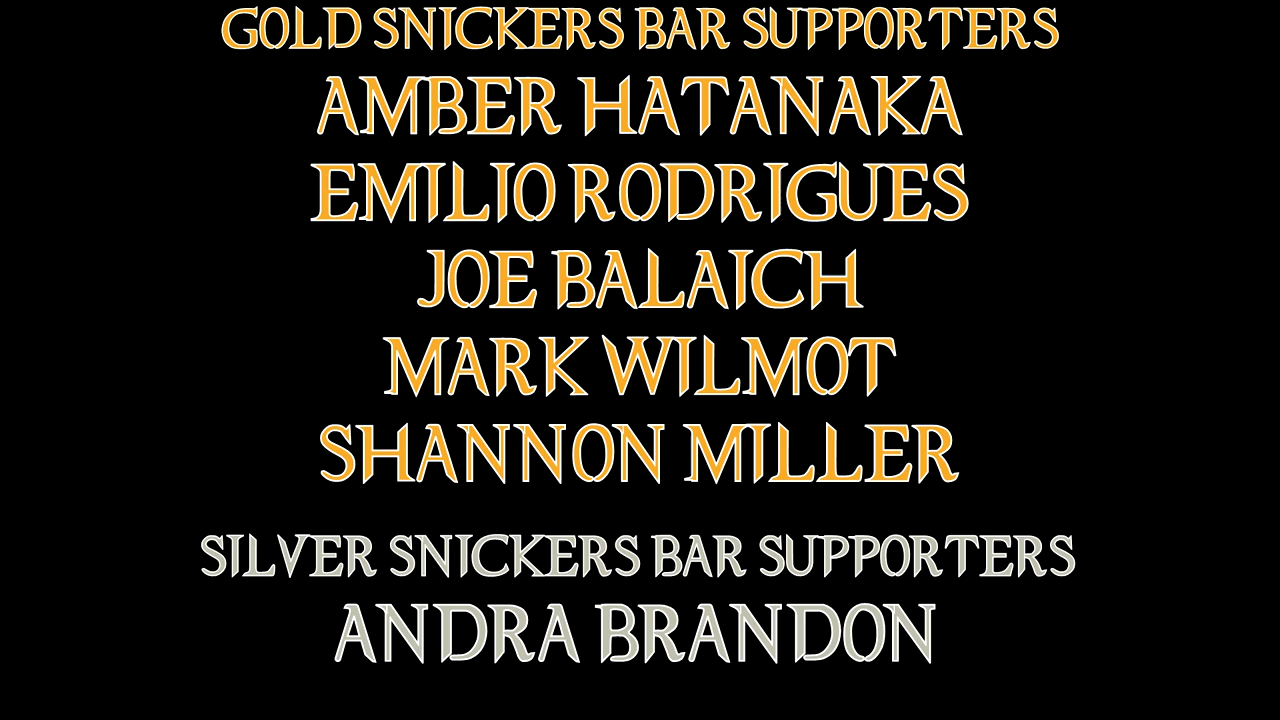 GOLD SNICKERS BAR SUPPORTERS
AMBER HATANAKA
EMILIO RODRIGUES
JOE BALAICH
MARK WILMOT
SHANNON MILLER
SILVER SNICKERS BAR SUPPORTERS
ANDRA BRANDON